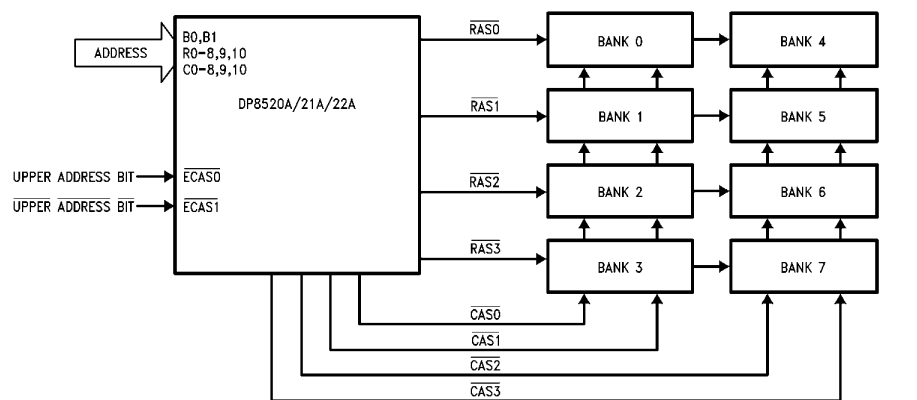 ADDRESS
B0,B1
R0-8,9,10
C0-8,9,10
DP8520A/21A/22A
UPPER ADDRESS BIT
ECAS0
UPPER ADDRESS BIT
ECAS1
RAS0
RAS1
RAS2
RAS3
BANK 0
BANK 4
BANK 1
BANK 5
BANK 2
BANK 6
BANK 3
BANK 7
CAS0
CAS1
CAS2
CAS3